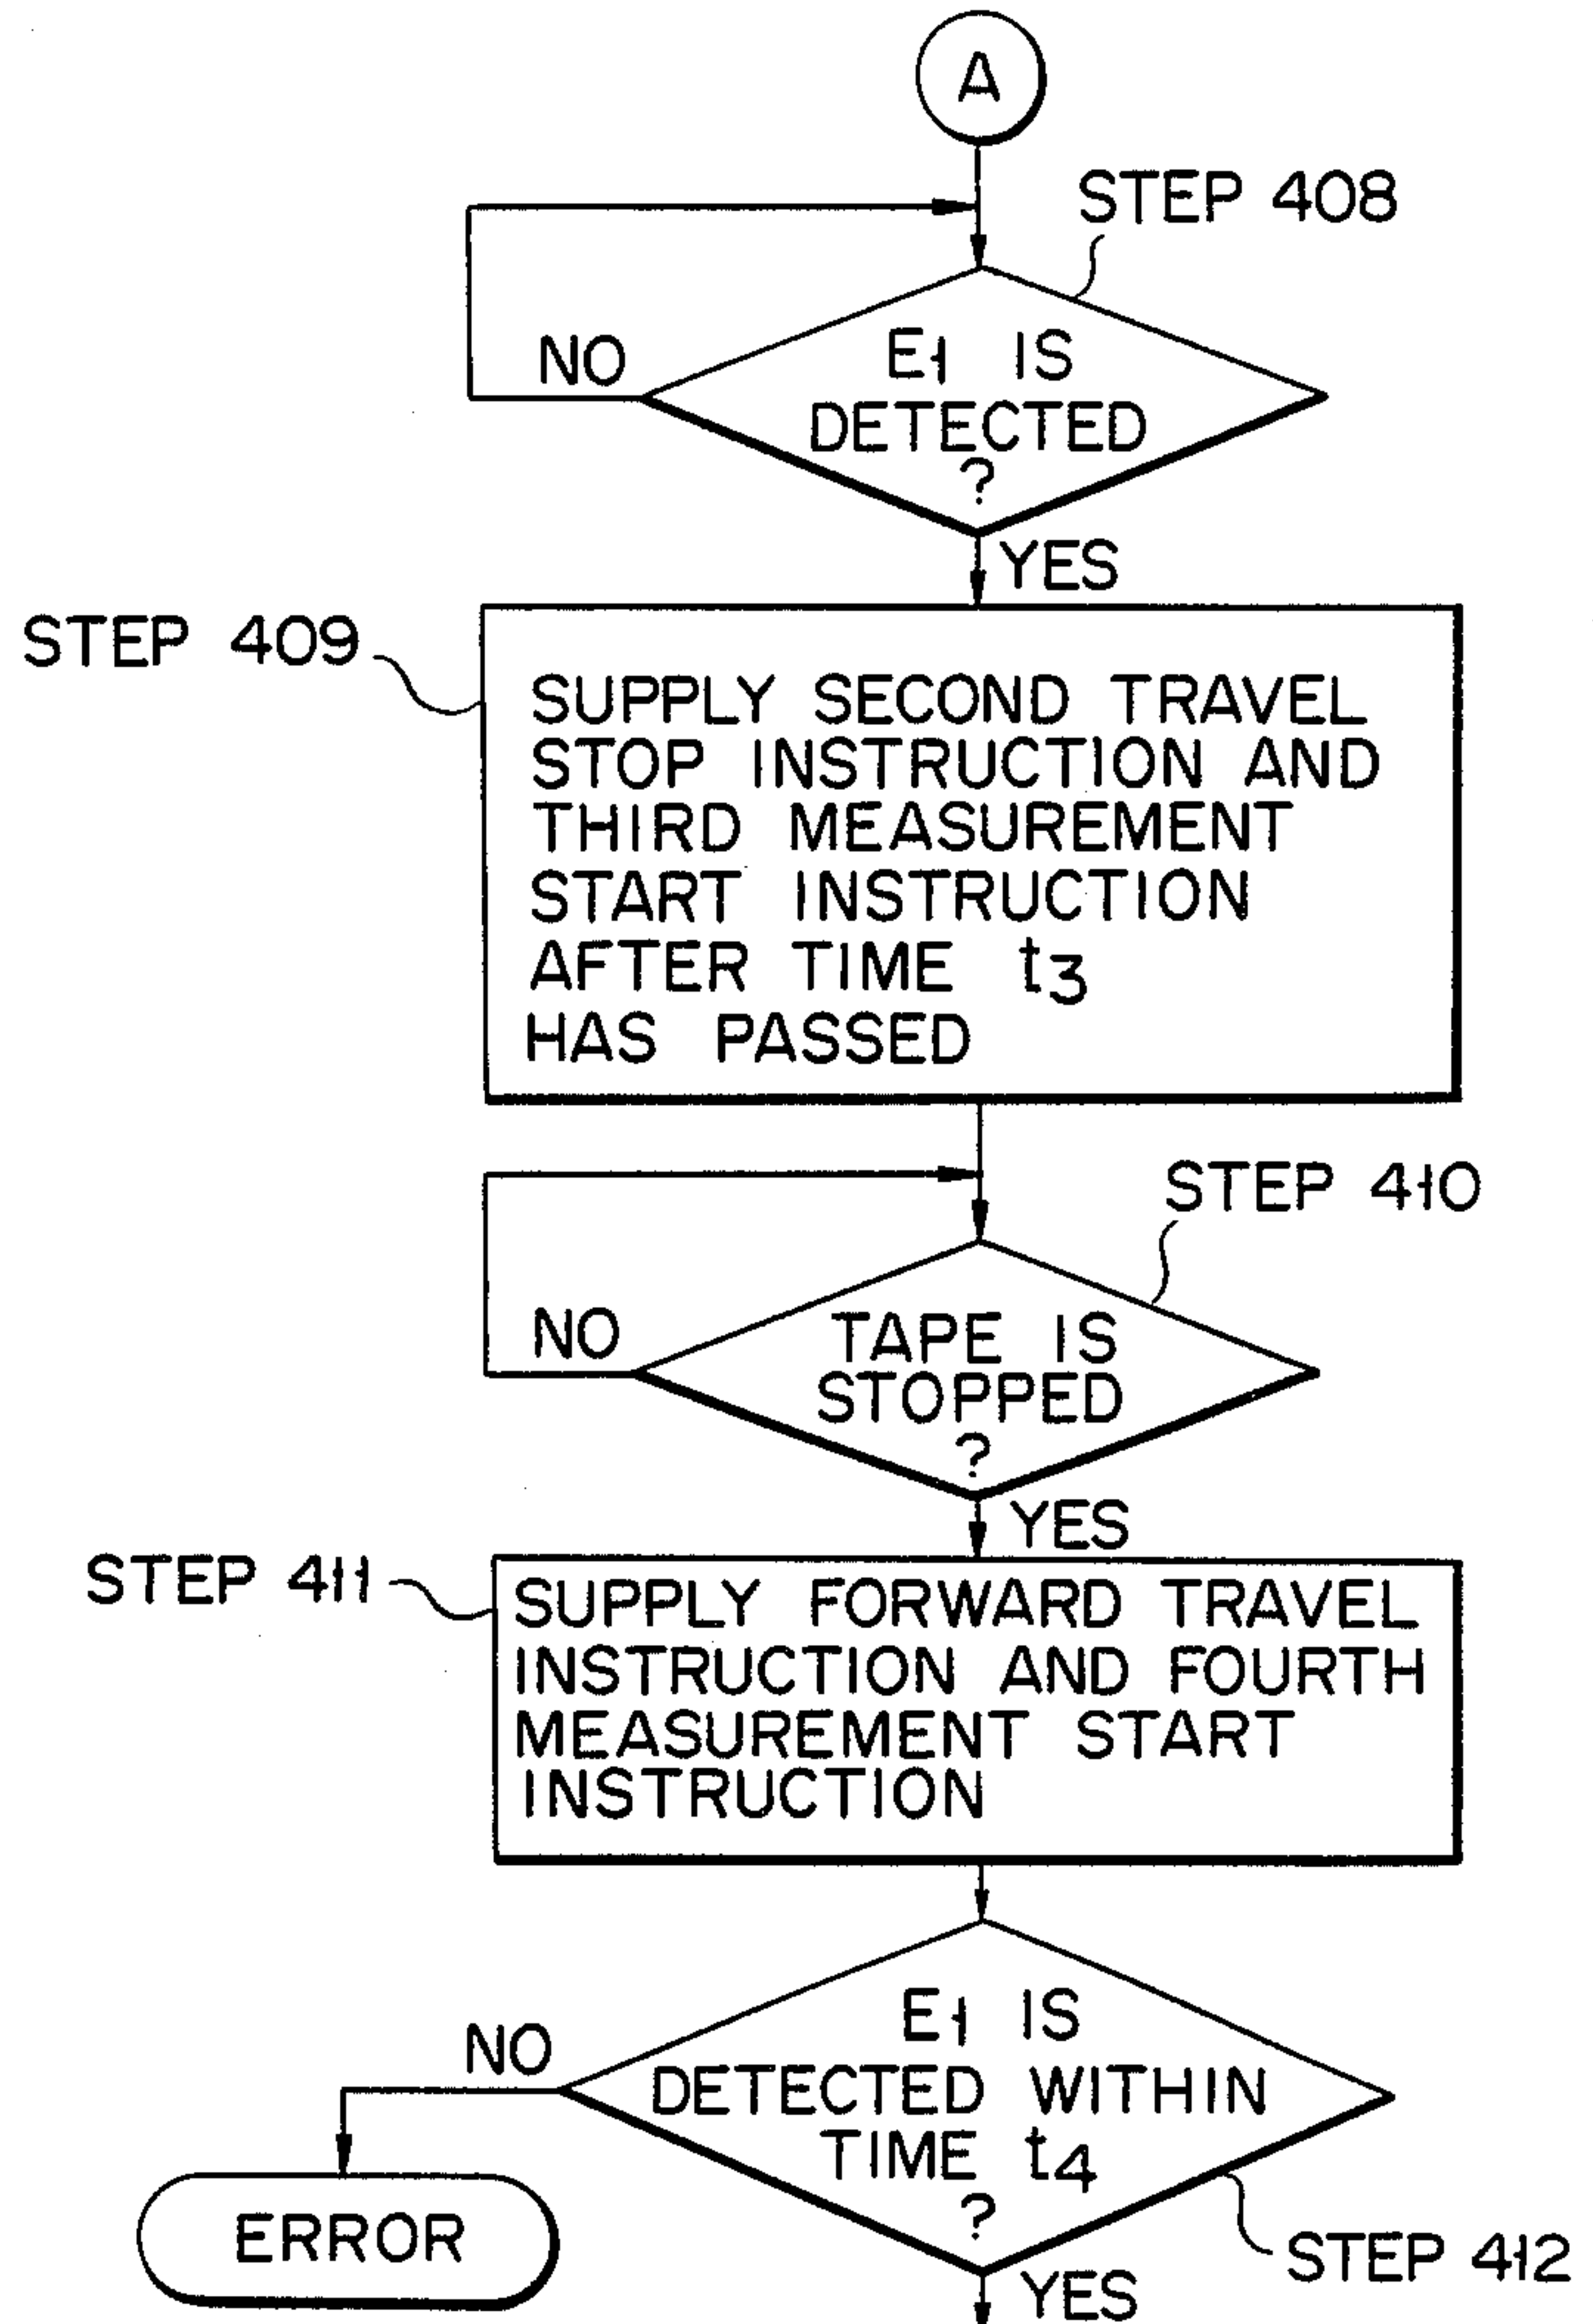 A
STEP 408
NO
E1 IS
DETECTED
?
YES
STEP 409
SUPPLY SECOND TRAVEL
STOP INSTRUCTION AND
THIRD MEASUREMENT
START INSTRUCTION
AFTER TIME t3
HAS PASSED
STEP 410
NO
TAPE IS
STOPPED
?
YES
STEP 411
SUPPLY FORWARD TRAVEL
INSTRUCTION AND FOURTH
MEASUREMENT START
INSTRUCTION
NO
E1 IS
DETECTED WITHIN
TIME t4
?
ERROR
STEP 412
YES